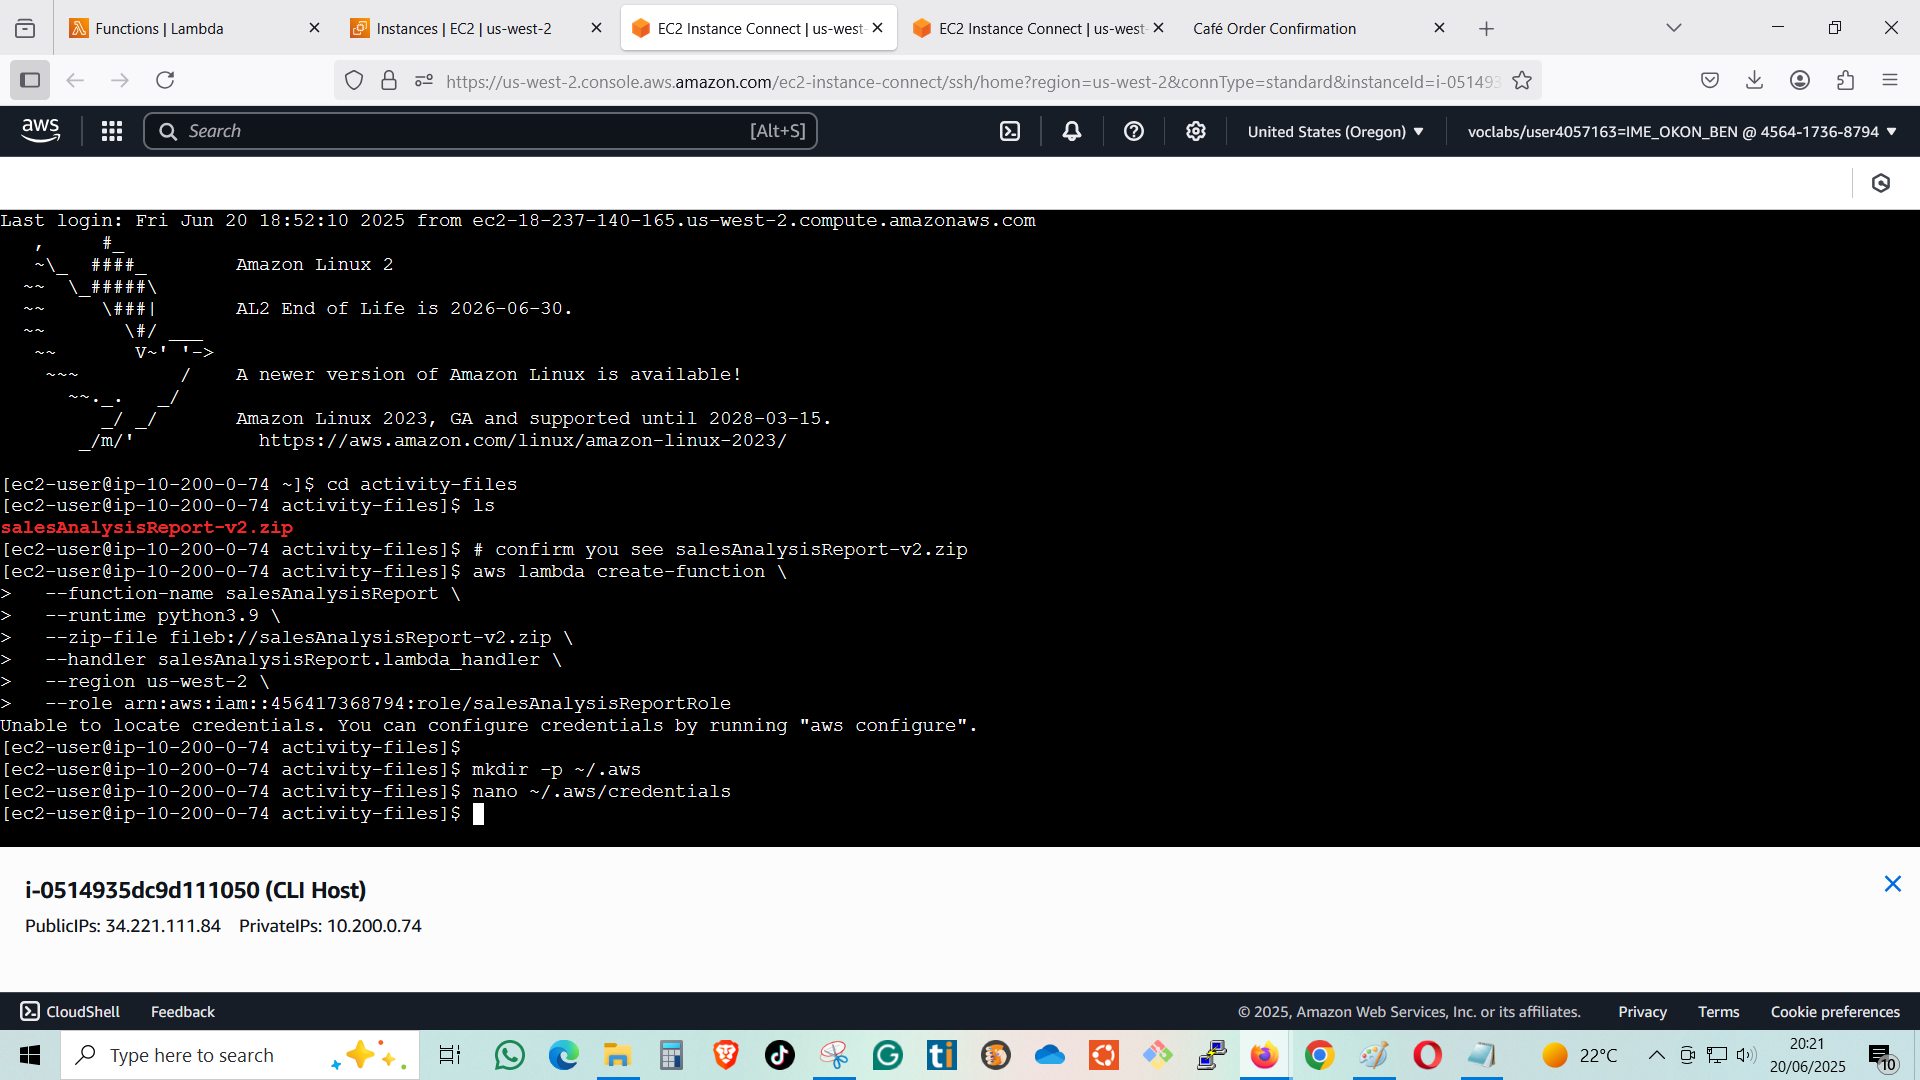 Functions | Lambda
Instances | EC2 | us-west-2
EC2 Instance Connect | us-west-
EC2 Instance Connect | us-west-
Café Order Confirmation
https://us-west-2.console.aws.amazon.com/ec2-instance-connect/ssh/home?region=us-west-2&connType=standard&instanceId=i-051493
aws
Search
[Alt+S]
United States (Oregon)
voclabs/user4057163=IME_OKON_BEN @ 4564-1736-8794
Last login: Fri Jun 20 18:52:10 2025 from ec2-18-237-140-165.us-west-2.compute.amazonaws.com
   ,     #_
   ~\_  ####_        Amazon Linux 2
  ~~  \_#####\
  ~~     \###|       AL2 End of Life is 2026-06-30.
  ~~       \#/ ___
   ~~       V~' '->
    ~~~         /    A newer version of Amazon Linux is available!
      ~~._.   _/
         _/ _/       Amazon Linux 2023, GA and supported until 2028-03-15.
       _/m/'           https://aws.amazon.com/linux/amazon-linux-2023/
[ec2-user@ip-10-200-0-74 ~]$ cd activity-files
[ec2-user@ip-10-200-0-74 activity-files]$ ls
salesAnalysisReport-v2.zip
[ec2-user@ip-10-200-0-74 activity-files]$ # confirm you see salesAnalysisReport-v2.zip
[ec2-user@ip-10-200-0-74 activity-files]$ aws lambda create-function \
>   --function-name salesAnalysisReport \
>   --runtime python3.9 \
>   --zip-file fileb://salesAnalysisReport-v2.zip \
>   --handler salesAnalysisReport.lambda_handler \
>   --region us-west-2 \
>   --role arn:aws:iam::456417368794:role/salesAnalysisReportRole
Unable to locate credentials. You can configure credentials by running "aws configure".
[ec2-user@ip-10-200-0-74 activity-files]$
[ec2-user@ip-10-200-0-74 activity-files]$ mkdir -p ~/.aws
[ec2-user@ip-10-200-0-74 activity-files]$ nano ~/.aws/credentials
[ec2-user@ip-10-200-0-74 activity-files]$
i-0514935dc9d111050 (CLI Host)
PublicIPs: 34.221.111.84 PrivateIPs: 10.200.0.74
CloudShell
Feedback
© 2025, Amazon Web Services, Inc. or its affiliates.
Privacy
Terms
Cookie preferences
Type here to search
ti
22°C
20:21
20/06/2025
10